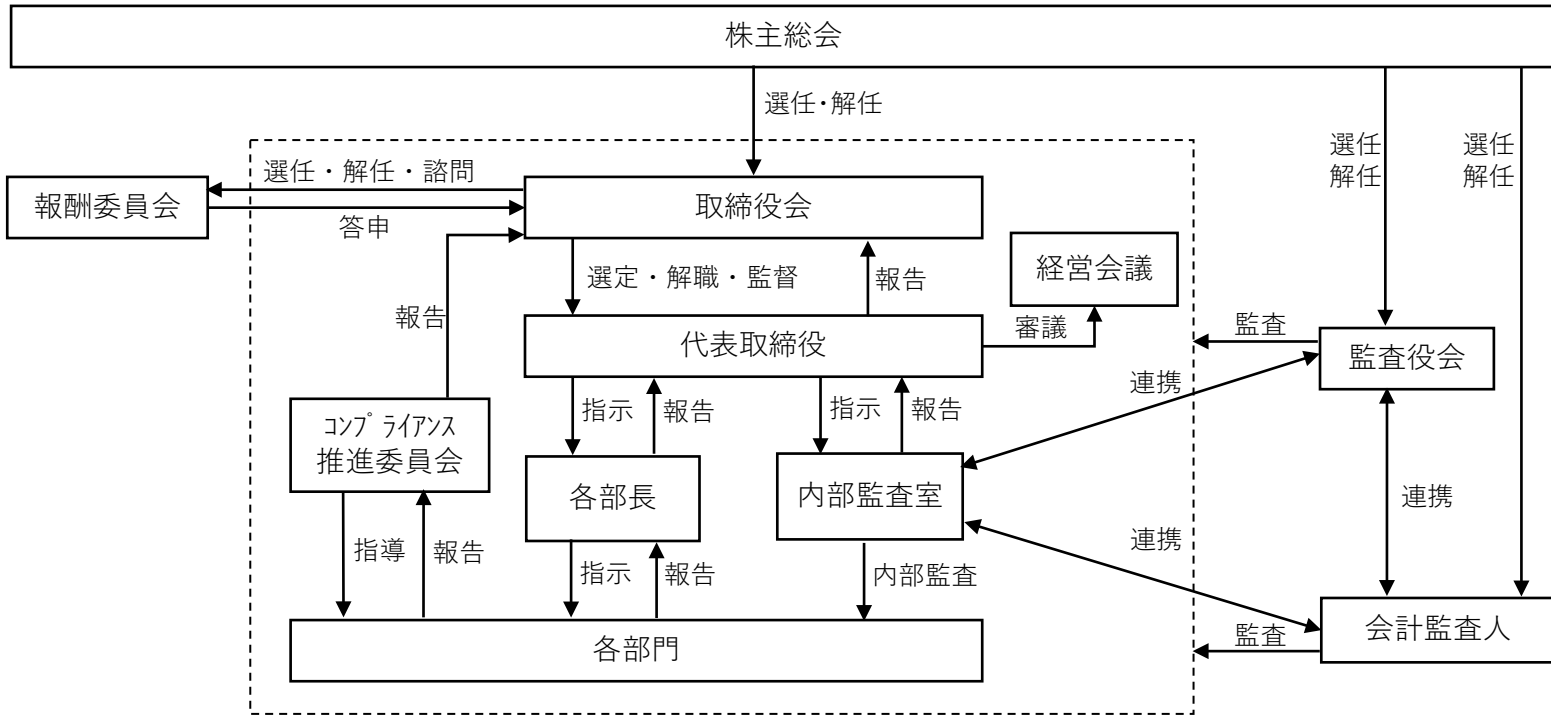 株主総会
選任・解任
選任
解任
選任
解任
選任・解任・諮問
報酬委員会
取締役会
答申
選定・解職・監督
報告
経営会議
報告
代表取締役
審議
監査
監査役会
連携
指示
報告
指示
報告
コンプライアンス
推進委員会
各部長
内部監査室
連携
指導
報告
指示
報告
内部監査
連携
各部門
監査
会計監査人